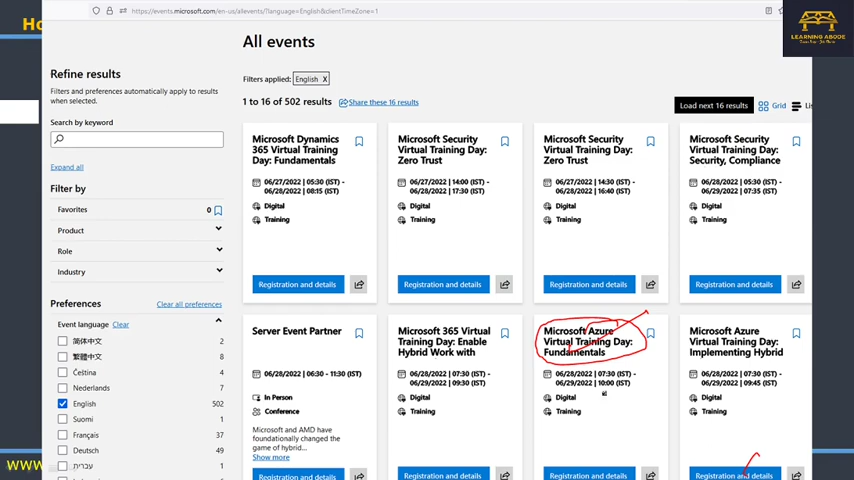 Ho
https://events.microsoft.com/en-us/allevents/?language=English&clientTimeZone=1
LEARNING ABODE
All events
Refine results
Filters and preferences automatically apply to results
when selected.
Search by keyword
Expand all
Filter by
Favorites 0
Product
Role
Industry
Preferences Clear all preferences
Event language Clear
简体中文 2
繁體中文 8
Čeština 4
Nederlands 7
English 502
Suomi 1
Français 37
Deutsch 49
עברית 1
www.
Filters applied: English X
1 to 16 of 502 results Share these 16 results
Load next 16 results Grid Lis
Microsoft Dynamics
365 Virtual Training
Day: Fundamentals
06/27/2022 | 05:30 (IST) -
06/28/2022 | 08:15 (IST)
Digital
Training
Registration and details
Microsoft Security
Virtual Training Day:
Zero Trust
06/27/2022 | 14:00 (IST) -
06/28/2022 | 17:30 (IST)
Digital
Training
Registration and details
Microsoft Security
Virtual Training Day:
Zero Trust
06/27/2022 | 14:30 (IST) -
06/28/2022 | 16:40 (IST)
Digital
Training
Registration and details
Microsoft Security
Virtual Training Day:
Security, Compliance
06/28/2022 | 05:30 (IST) -
06/29/2022 | 07:35 (IST)
Digital
Training
Registration and details
Server Event Partner
06/28/2022 | 06:30 - 11:30 (IST)
In Person
Conference
Microsoft and AMD have
foundationally changed the
game of hybrid...
Show more
Registration and details
Microsoft 365 Virtual
Training Day: Enable
Hybrid Work with
06/28/2022 | 07:30 (IST) -
06/29/2022 | 09:30 (IST)
Digital
Training
Registration and details
Microsoft Azure
Virtual Training Day:
Fundamentals
06/28/2022 | 07:30 (IST) -
06/29/2022 | 10:00 (IST)
Digital
Training
Registration and details
Microsoft Azure
Virtual Training Day:
Implementing Hybrid
06/28/2022 | 07:30 (IST) -
06/29/2022 | 09:45 (IST)
Digital
Training
Registration and details